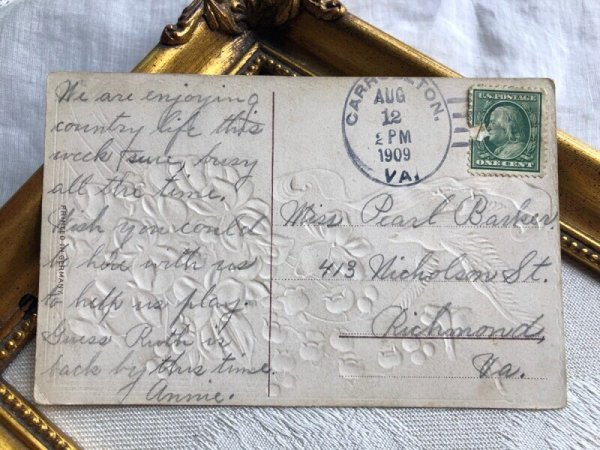 We are enjoying
country life this
week sure busy
all the time.
Wish you could
be here with us
to help us play.
Guess Ruth is
back by this time.
Annie.
PRINTED IN GERMANY
CARROLLTON,
AUG
12
2 PM
1909
VA.
U.S. POSTAGE
ONE CENT
Miss Pearl Barker
413 Nicholson St.
Richmond,
Va.